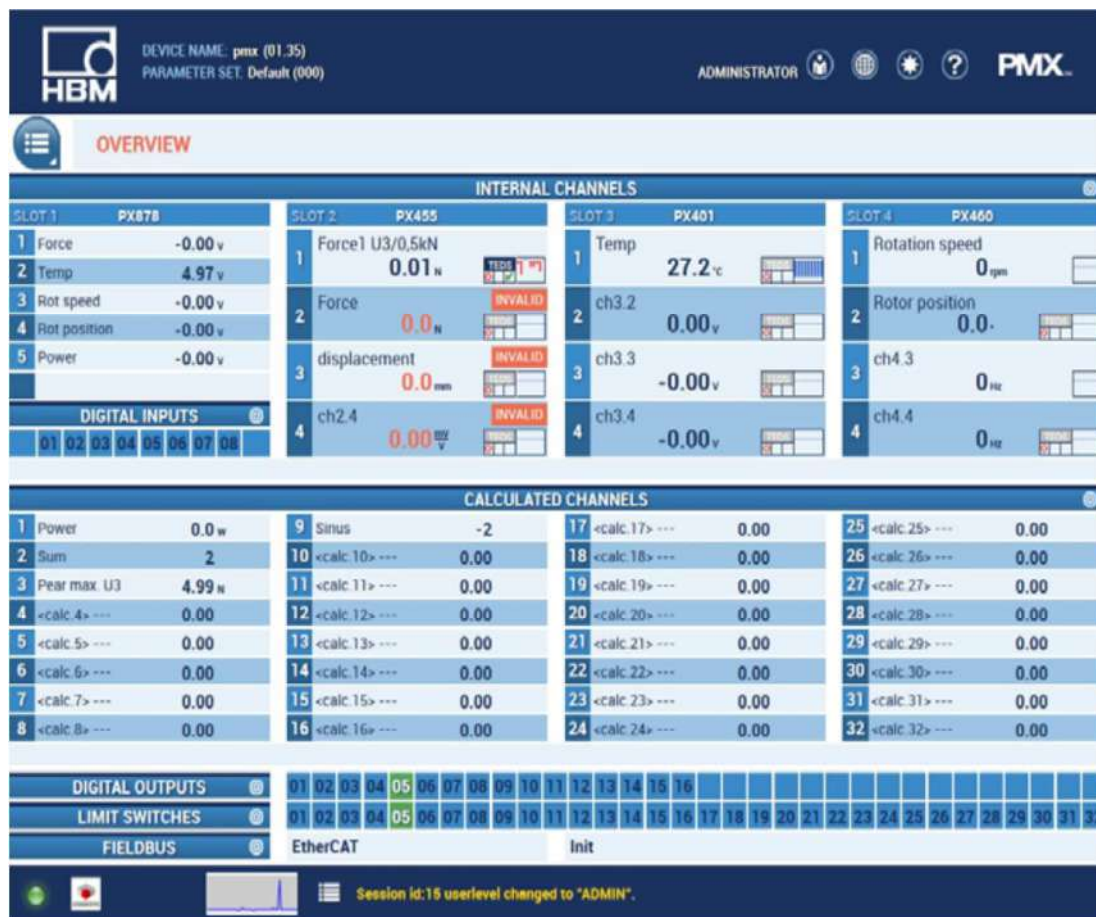 HBM
DEVICE NAME: pmx (01.35)
PARAMETER SET: Default (000)
ADMINISTRATOR
?
PMX
OVERVIEW
INTERNAL CHANNELS
SLOT 1 PX878
1 Force -0.00 v
2 Temp 4.97 v
3 Rot speed -0.00 v
4 Rot position -0.00 v
5 Power -0.00 v
DIGITAL INPUTS
01 02 03 04 05 06 07 08
SLOT 2 PX455
1 Force1 U3/0,5kN
0.01 N
TEDS
2 Force INVALID
0.0 N
TEDS
3 displacement INVALID
0.0 mm
TEDS
4 ch2.4 INVALID
0.00 mV/V
TEDS
SLOT 3 PX401
1 Temp
27.2 °C
TEDS
2 ch3.2
0.00 v
TEDS
3 ch3.3
-0.00 v
TEDS
4 ch3.4
-0.00 v
TEDS
SLOT 4 PX460
1 Rotation speed
0 rpm
2 Rotor position
0.0 °
TEDS
3 ch4.3
0 Hz
4 ch4.4
0 Hz
TEDS
CALCULATED CHANNELS
1 Power 0.0 w
2 Sum 2
3 Pear max. U3 4.99 N
4 <calc.4> --- 0.00
5 <calc.5> --- 0.00
6 <calc.6> --- 0.00
7 <calc.7> --- 0.00
8 <calc.8> --- 0.00
9 Sinus -2
10 <calc.10> --- 0.00
11 <calc.11> --- 0.00
12 <calc.12> --- 0.00
13 <calc.13> --- 0.00
14 <calc.14> --- 0.00
15 <calc.15> --- 0.00
16 <calc.16> --- 0.00
17 <calc.17> --- 0.00
18 <calc.18> --- 0.00
19 <calc.19> --- 0.00
20 <calc.20> --- 0.00
21 <calc.21> --- 0.00
22 <calc.22> --- 0.00
23 <calc.23> --- 0.00
24 <calc.24> --- 0.00
25 <calc.25> --- 0.00
26 <calc.26> --- 0.00
27 <calc.27> --- 0.00
28 <calc.28> --- 0.00
29 <calc.29> --- 0.00
30 <calc.30> --- 0.00
31 <calc.31> --- 0.00
32 <calc.32> --- 0.00
DIGITAL OUTPUTS 01 02 03 04 05 06 07 08 09 10 11 12 13 14 15 16
LIMIT SWITCHES 01 02 03 04 05 06 07 08 09 10 11 12 13 14 15 16 17 18 19 20 21 22 23 24 25 26 27 28 29 30 31
FIELDBUS EtherCAT Init
Session id:15 userlevel changed to "ADMIN".